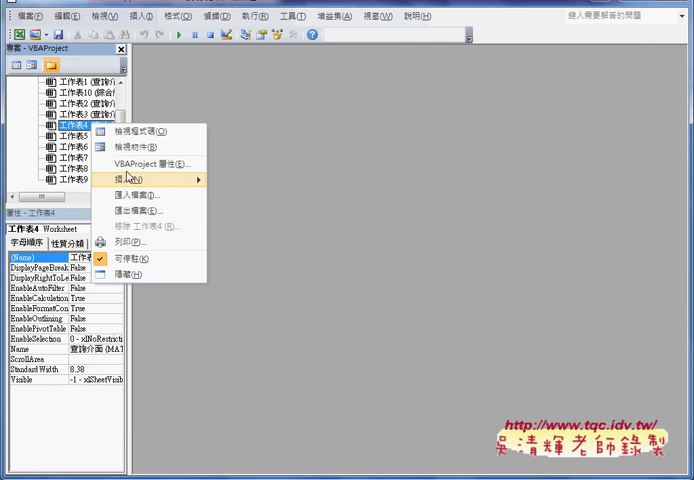 檔案(F) 編輯(E) 檢視(V) 插入(I) 格式(O) 偵錯(D) 執行(R) 工具(T) 增益集(A) 視窗(W) 說明(H) 鍵入需要解答的問題
專案 - VBAProject
工作表1 (查詢介
工作表10 (綜合
工作表2 (查詢介
工作表3 (查詢介
工作表4
工作表5
工作表6
工作表7
工作表8
工作表9
檢視程式碼(O)
檢視物件(B)
VBAProject 屬性(E)...
插入(N)
匯入檔案(I)...
匯出檔案(E)...
移除 工作表4 (R)...
列印(P)...
可停駐(K)
隱藏(H)
屬性 - 工作表4
工作表4 Worksheet
字母順序 性質分類
(Name) 工作表
DisplayPageBreak False
DisplayRightToLe False
EnableAutoFilter False
EnableCalculation True
EnableFormatCon True
EnableOutlining False
EnablePivotTable False
EnableSelection 0 - xlNoRestricti
Name 查詢介面 (MAT
ScrollArea
StandardWidth 8.38
Visible -1 - xlSheetVisib
http://www.tqc.idv.tw/
吳清輝老師錄製